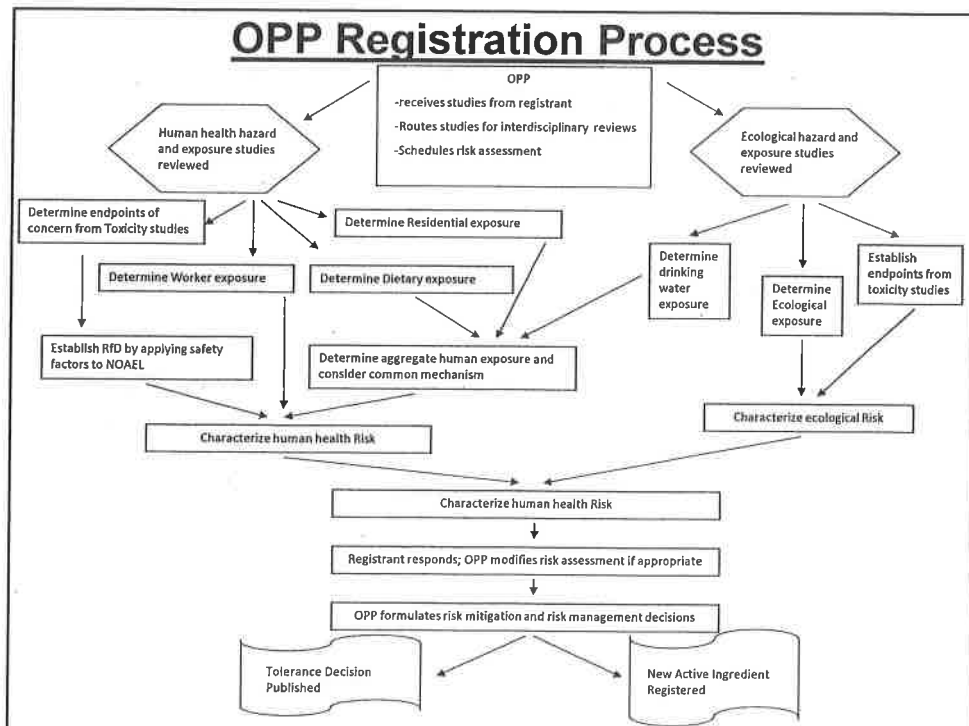 OPP Registration Process
OPP
-receives studies from registrant
-Routes studies for interdisciplinary reviews
-Schedules risk assessment
Human health hazard
and exposure studies
reviewed
Ecological hazard and
exposure studies
reviewed
Determine endpoints of
concern from Toxicity studies
Determine Residential exposure
Determine Worker exposure
Determine Dietary exposure
Determine
drinking
water
exposure
Determine
Ecological
exposure
Establish
endpoints from
toxicity studies
Establish RfD by applying safety
factors to NOAEL
Determine aggregate human exposure and
consider common mechanism
Characterize human health Risk
Characterize ecological Risk
Characterize human health Risk
Registrant responds; OPP modifies risk assessment if appropriate
OPP formulates risk mitigation and risk management decisions
Tolerance Decision
Published
New Active Ingredient
Registered